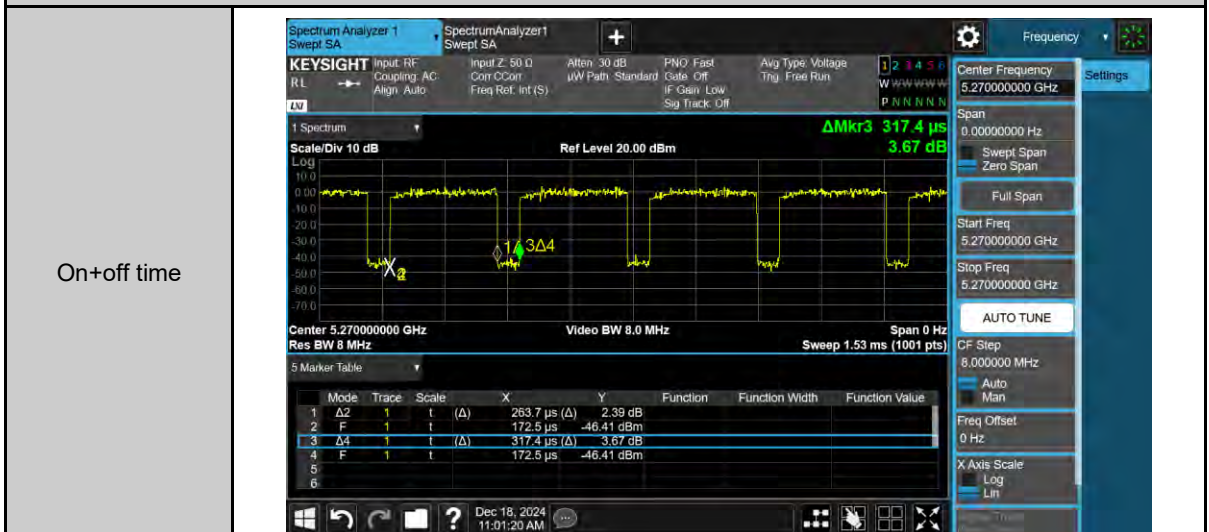 On+off time
Spectrum Analyzer 1
Swept SA
SpectrumAnalyzer1
Swept SA
+
Frequency
KEYSIGHT
RL
LXI
Input: RF
Coupling: AC
Align: Auto
Input Z: 50 Ω
Corr CCorr
Freq Ref: Int (S)
Atten: 30 dB
µW Path: Standard
PNO: Fast
Gate: Off
IF Gain: Low
Sig Track: Off
Avg Type: Voltage
Trig: Free Run
1 2 3 4 5 6
W W W W W W
P N N N N N
1 Spectrum
ΔMkr3 317.4 µs
3.67 dB
Scale/Div 10 dB
Ref Level 20.00 dBm
Log
10.0
0.00
-10.0
-20.0
-30.0
-40.0
-50.0
-60.0
-70.0
3Δ4
Center 5.270000000 GHz
Video BW 8.0 MHz
Span 0 Hz
Res BW 8 MHz
Sweep 1.53 ms (1001 pts)
5 Marker Table
Mode Trace Scale X Y Function Function Width Function Value
1 Δ2 1 t (Δ) 263.7 µs (Δ) 2.39 dB
2 F 1 t 172.5 µs -46.41 dBm
3 Δ4 1 t (Δ) 317.4 µs (Δ) 3.67 dB
4 F 1 t 172.5 µs -46.41 dBm
5
6
Center Frequency
5.270000000 GHz
Span
0.00000000 Hz
Swept Span
Zero Span
Full Span
Start Freq
5.270000000 GHz
Stop Freq
5.270000000 GHz
AUTO TUNE
CF Step
8.000000 MHz
Auto
Man
Freq Offset
0 Hz
X Axis Scale
Log
Lin
Settings
?
Dec 18, 2024
11:01:20 AM